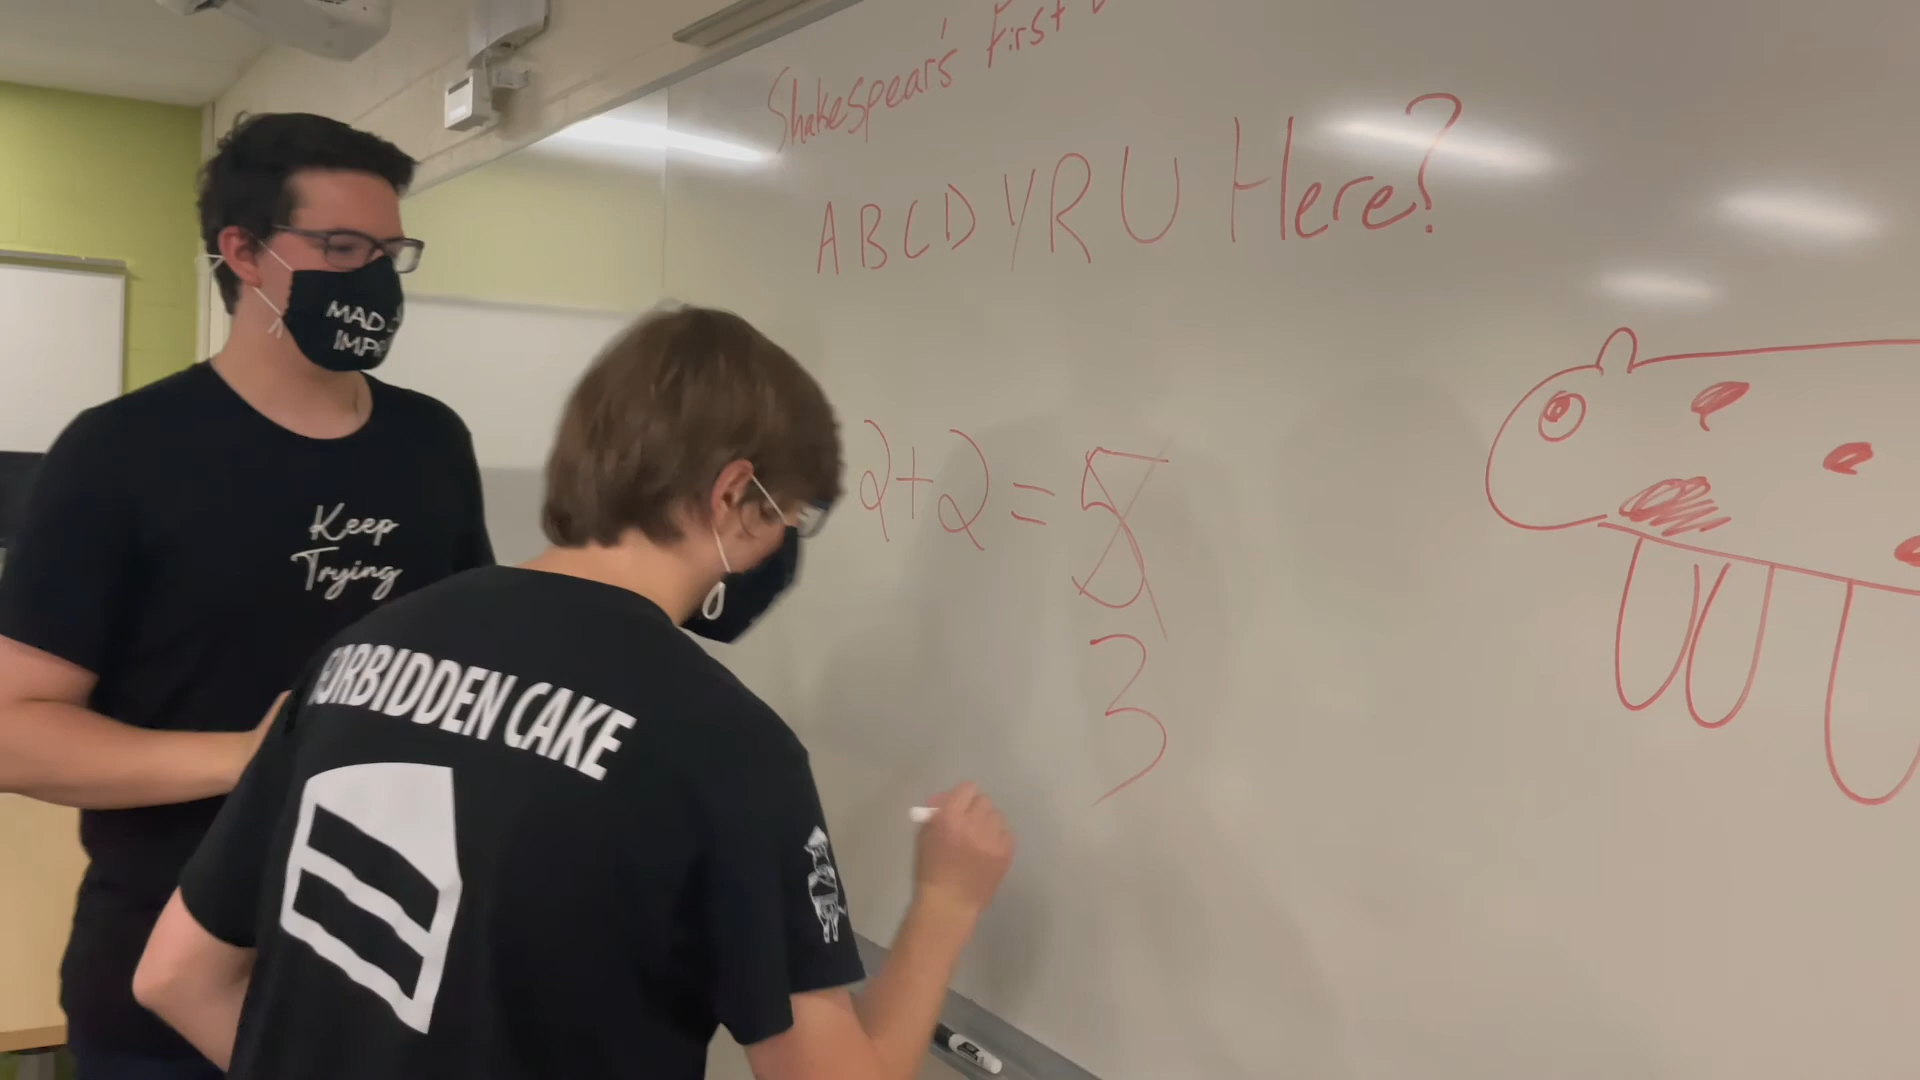 Shakespear's First
ABCD Y R U Here?
2+2 = 5
3
MAD
IMP
Keep
Trying
FORBIDDEN CAKE